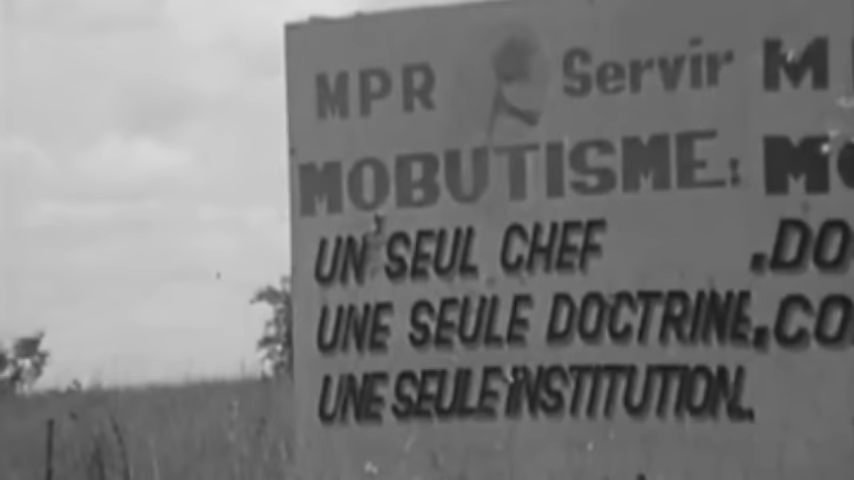 MPR Servir M
MOBUTISME: MO
UN SEUL CHEF .DO
UNE SEULE DOCTRINE. CO
UNE SEULE INSTITUTION.